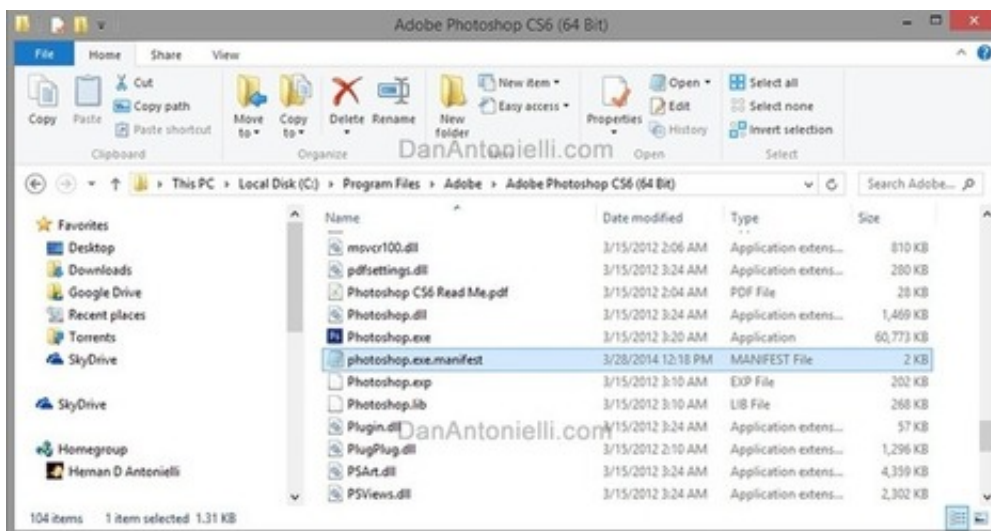 Adobe Photoshop CS6 (64 Bit)
File Home Share View
Copy
Paste
Cut
Copy path
Paste shortcut
Clipboard
Move to
Copy to
Delete
Rename
Organize
New folder
New item
Easy access
Properties
Open
Edit
History
Open
Select all
Select none
Invert selection
Select
DanAntonielli.com
This PC Local Disk (C:) Program Files Adobe Adobe Photoshop CS6 (64 Bit)
Search Adobe...
Favorites
Desktop
Downloads
Google Drive
Recent places
Torrents
SkyDrive
SkyDrive
Homegroup
Hernan D Antonielli
Name Date modified Type Size
msvcr100.dll 3/15/2012 2:06 AM Application extens... 810 KB
pdfsettings.dll 3/15/2012 3:24 AM Application extens... 280 KB
Photoshop CS6 Read Me.pdf 3/15/2012 2:04 AM PDF File 28 KB
Photoshop.dll 3/15/2012 3:24 AM Application extens... 1,469 KB
Photoshop.exe 3/15/2012 3:20 AM Application 60,773 KB
photoshop.exe.manifest 3/28/2014 12:18 PM MANIFEST File 2 KB
Photoshop.exp 3/15/2012 3:10 AM EXP File 202 KB
Photoshop.lib 3/15/2012 3:10 AM LIB File 268 KB
Plugin.dll 3/15/2012 3:24 AM Application extens... 57 KB
DanAntonielli.com
PlugPlug.dll 3/15/2012 2:10 AM Application extens... 1,296 KB
PSArt.dll 3/15/2012 3:24 AM Application extens... 4,359 KB
PSViews.dll 3/15/2012 3:24 AM Application extens... 2,302 KB
104 items 1 item selected 1.31 KB